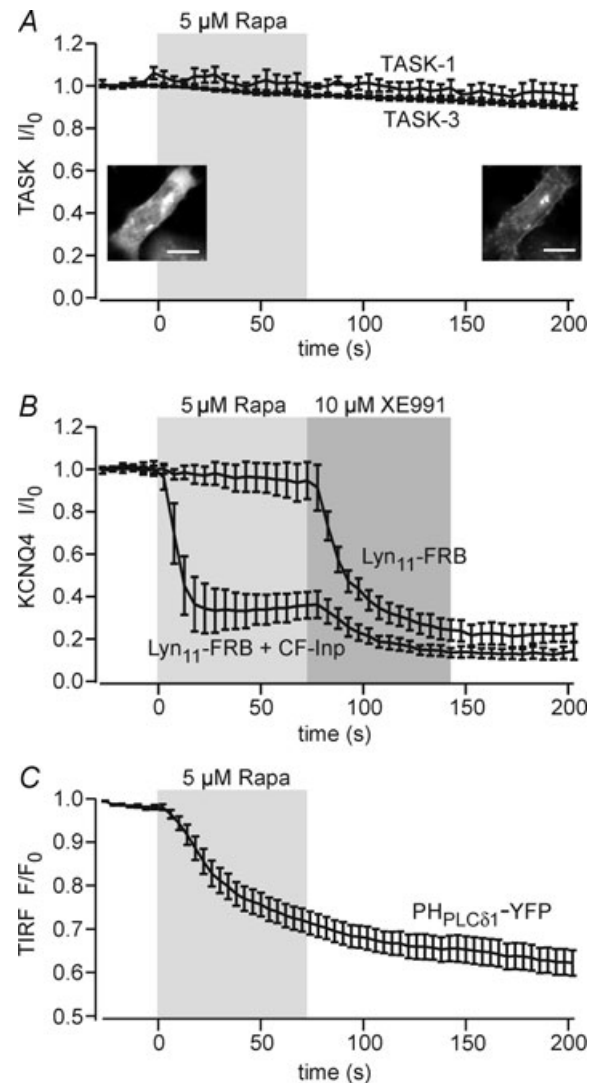 A
5 µM Rapa
1.2
1.0
0.8
0.6
0.4
1.2
0.0
TASK I/I0
TASK-1
TASK-3
0 50 100 150 200
time (s)
B
5 µM Rapa 10 µM XE991
1.2
1.0
0.8
0.6
0.4
0.2
0.0
KCNQ4 I/I0
Lyn11-FRB
Lyn11-FRB + CF-Inp
0 50 100 150 200
time (s)
C
5 µM Rapa
1.0
0.9
0.8
0.7
0.6
0.5
TIRF F/F0
PHPLCδ1-YFP
0 50 100 150 200
time (s)